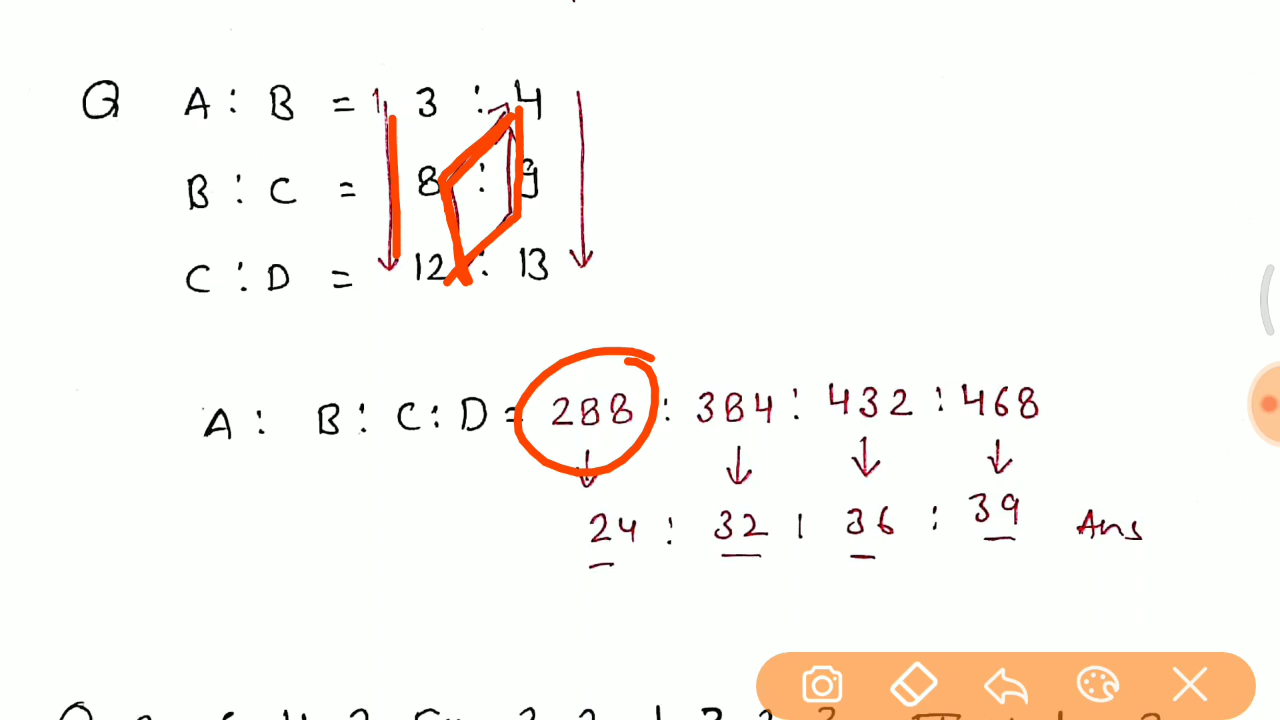 Q A : B = 3 : 4
B : C = 8 : 9
C : D = 12 : 13
A : B : C : D = 288 : 384 : 432 : 468
24 : 32 : 36 : 39 Ans